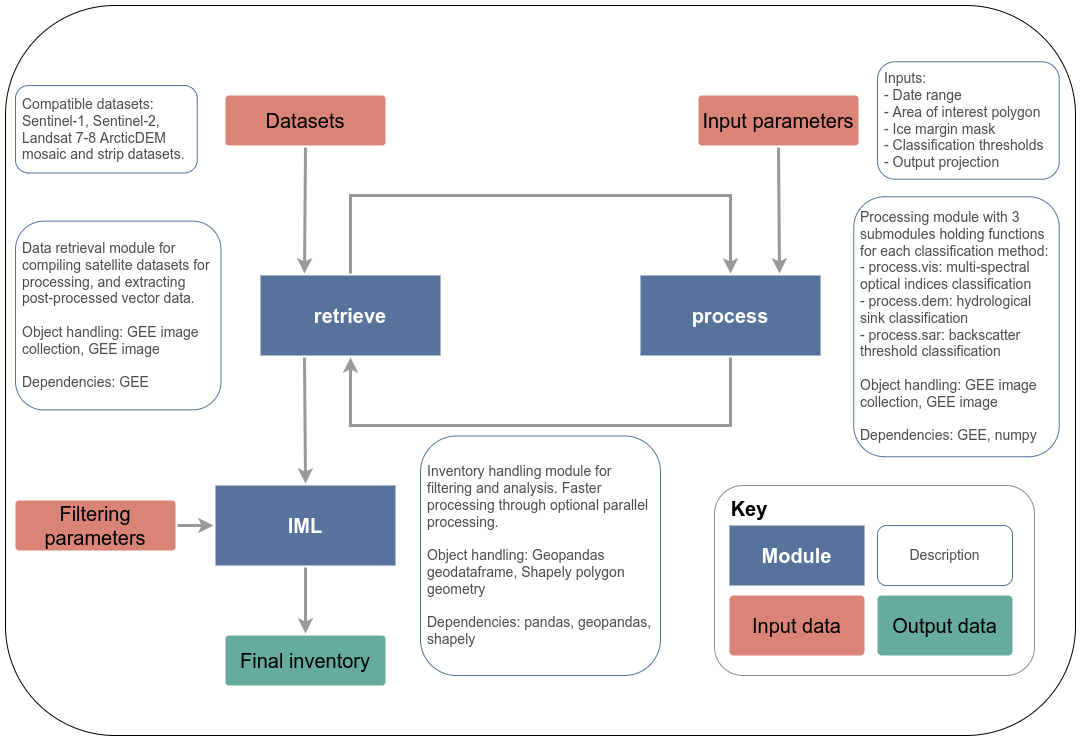 Compatible datasets:
Sentinel-1, Sentinel-2,
Landsat 7-8 ArcticDEM
mosaic and strip datasets.
Datasets
Input parameters
Inputs:
- Date range
- Area of interest polygon
- Ice margin mask
- Classification thresholds
- Output projection
Data retrieval module for
compiling satellite datasets for
processing, and extracting
post-processed vector data.
Object handling: GEE image
collection, GEE image
Dependencies: GEE
retrieve
process
Processing module with 3
submodules holding functions
for each classification method:
- process.vis: multi-spectral
optical indices classification
- process.dem: hydrological
sink classification
- process.sar: backscatter
threshold classification
Object handling: GEE image
collection, GEE image
Dependencies: GEE, numpy
Filtering
parameters
IML
Inventory handling module for
filtering and analysis. Faster
processing through optional parallel
processing.
Object handling: Geopandas
geodataframe, Shapely polygon
geometry
Dependencies: pandas, geopandas,
shapely
Final inventory
Key
Module
Description
Input data
Output data